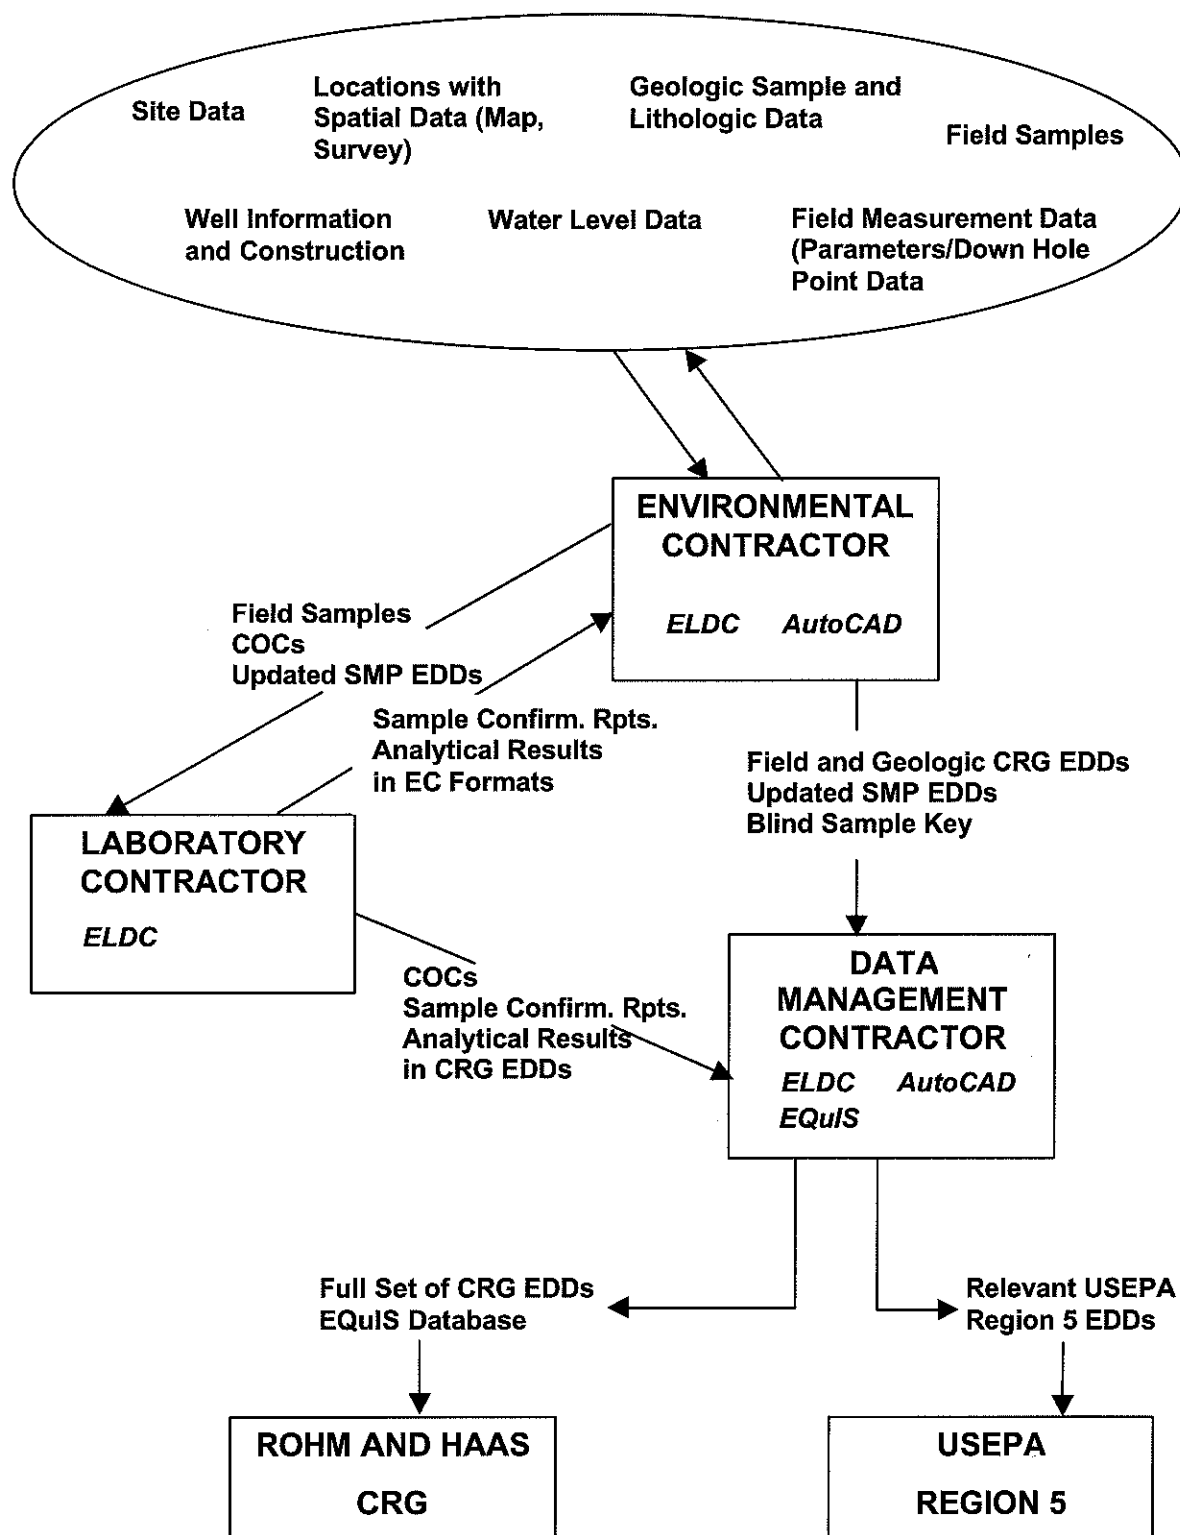 Site Data
Locations with
Spatial Data (Map,
Survey)
Geologic Sample and
Lithologic Data
Field Samples
Well Information
and Construction
Water Level Data
Field Measurement Data
(Parameters/Down Hole
Point Data
ENVIRONMENTAL
CONTRACTOR
ELDC AutoCAD
Field Samples
COCs
Updated SMP EDDs
Sample Confirm. Rpts.
Analytical Results
in EC Formats
Field and Geologic CRG EDDs
Updated SMP EDDs
Blind Sample Key
LABORATORY
CONTRACTOR
ELDC
COCs
Sample Confirm. Rpts.
Analytical Results
in CRG EDDs
DATA
MANAGEMENT
CONTRACTOR
ELDC AutoCAD
EQuIS
Full Set of CRG EDDs
EQuIS Database
Relevant USEPA
Region 5 EDDs
ROHM AND HAAS
CRG
USEPA
REGION 5